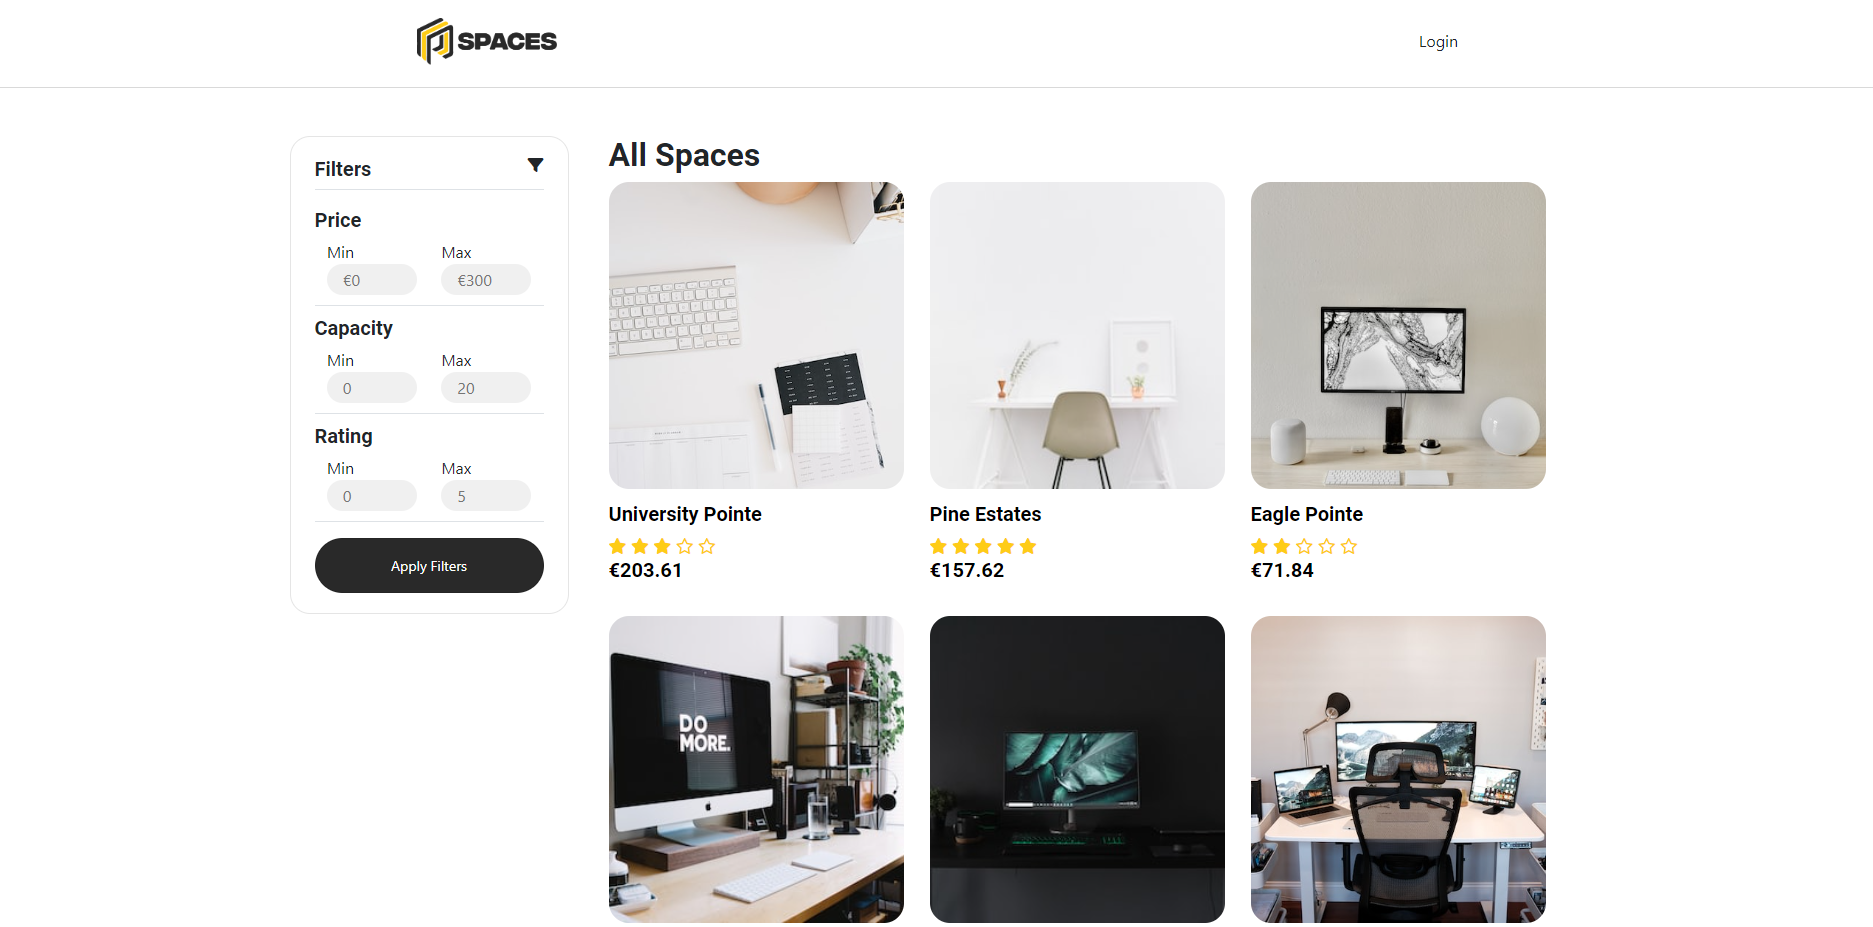 SPACES
Login
Filters
Price
Min Max
€0 €300
Capacity
Min Max
0 20
Rating
Min Max
0 5
Apply Filters
All Spaces
University Pointe
€203.61
Pine Estates
€157.62
Eagle Pointe
€71.84
DO
MORE.